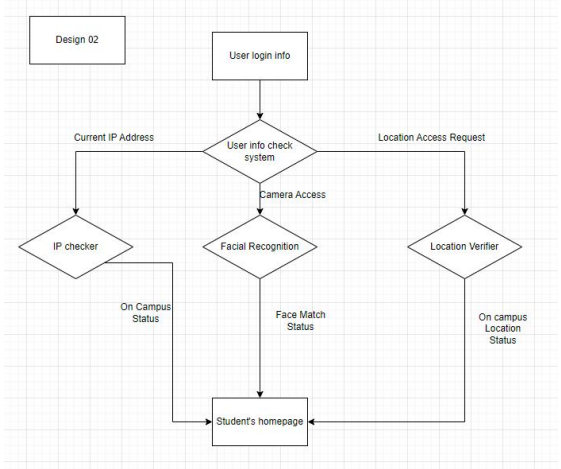 Design 02
User login info
Current IP Address
User info check
system
Location Access Request
Camera Access
IP checker
Facial Recognition
Location Verifier
On Campus
Status
Face Match
Status
On campus
Location
Status
Student's homepage